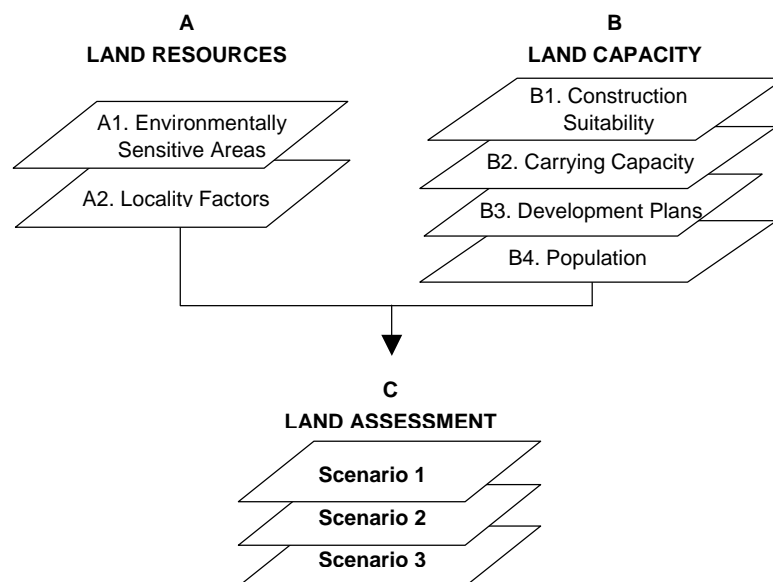 A
LAND RESOURCES
A1. Environmentally
Sensitive Areas
A2. Locality Factors
B
LAND CAPACITY
B1. Construction
Suitability
B2. Carrying Capacity
B3. Development Plans
B4. Population
C
LAND ASSESSMENT
Scenario 1
Scenario 2
Scenario 3